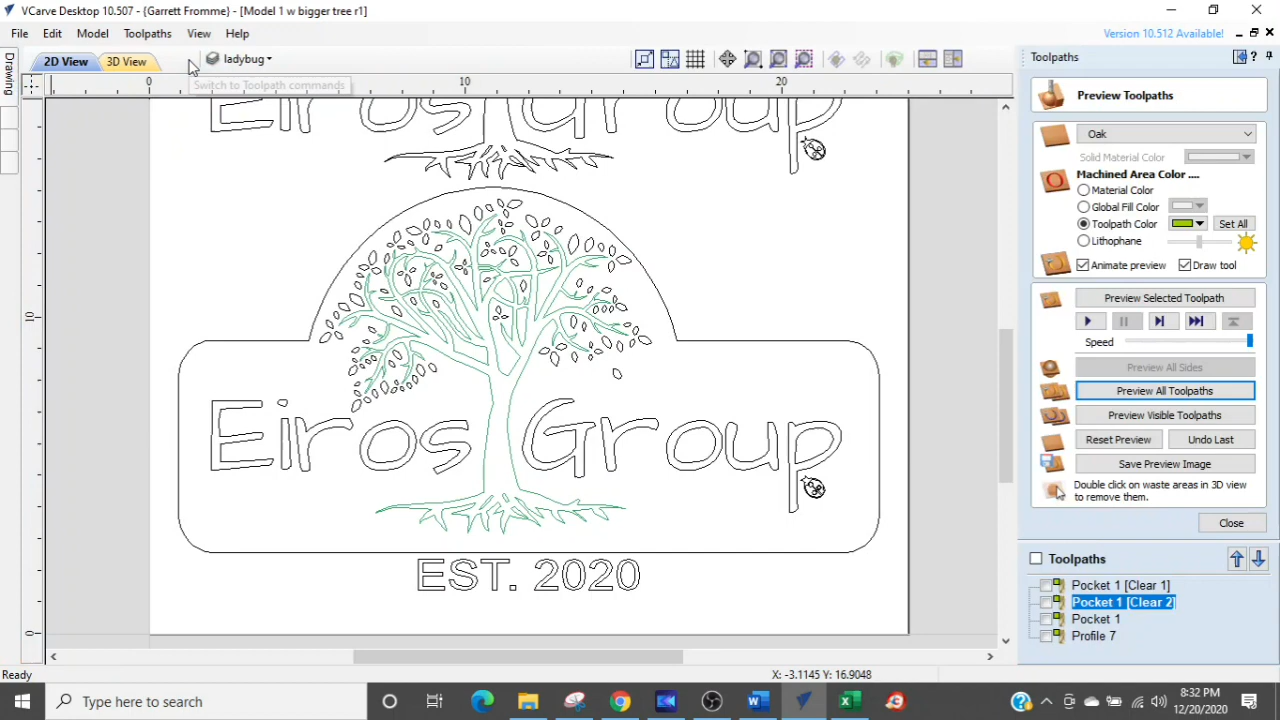 VCarve Desktop 10.507 - {Garrett Fromme} - [Model 1 w bigger tree r1]
File Edit Model Toolpaths View Help
Version 10.512 Available!
Drawing
2D View 3D View ladybug
Switch to Toolpath commands
0 10 20
10
0
Eiros Group
Eiros Group
EST. 2020
Toolpaths
Preview Toolpaths
Oak
Solid Material Color
Machined Area Color ....
Material Color
Global Fill Color
Toolpath Color Set All
Lithophane
Animate preview Draw tool
Preview Selected Toolpath
Speed
Preview All Sides
Preview All Toolpaths
Preview Visible Toolpaths
Reset Preview Undo Last
Save Preview Image
Double click on waste areas in 3D view
to remove them.
Close
Toolpaths
Pocket 1 [Clear 1]
Pocket 1 [Clear 2]
Pocket 1
Profile 7
Ready X: -3.1145 Y: 16.9048
Type here to search
8:32 PM
12/20/2020